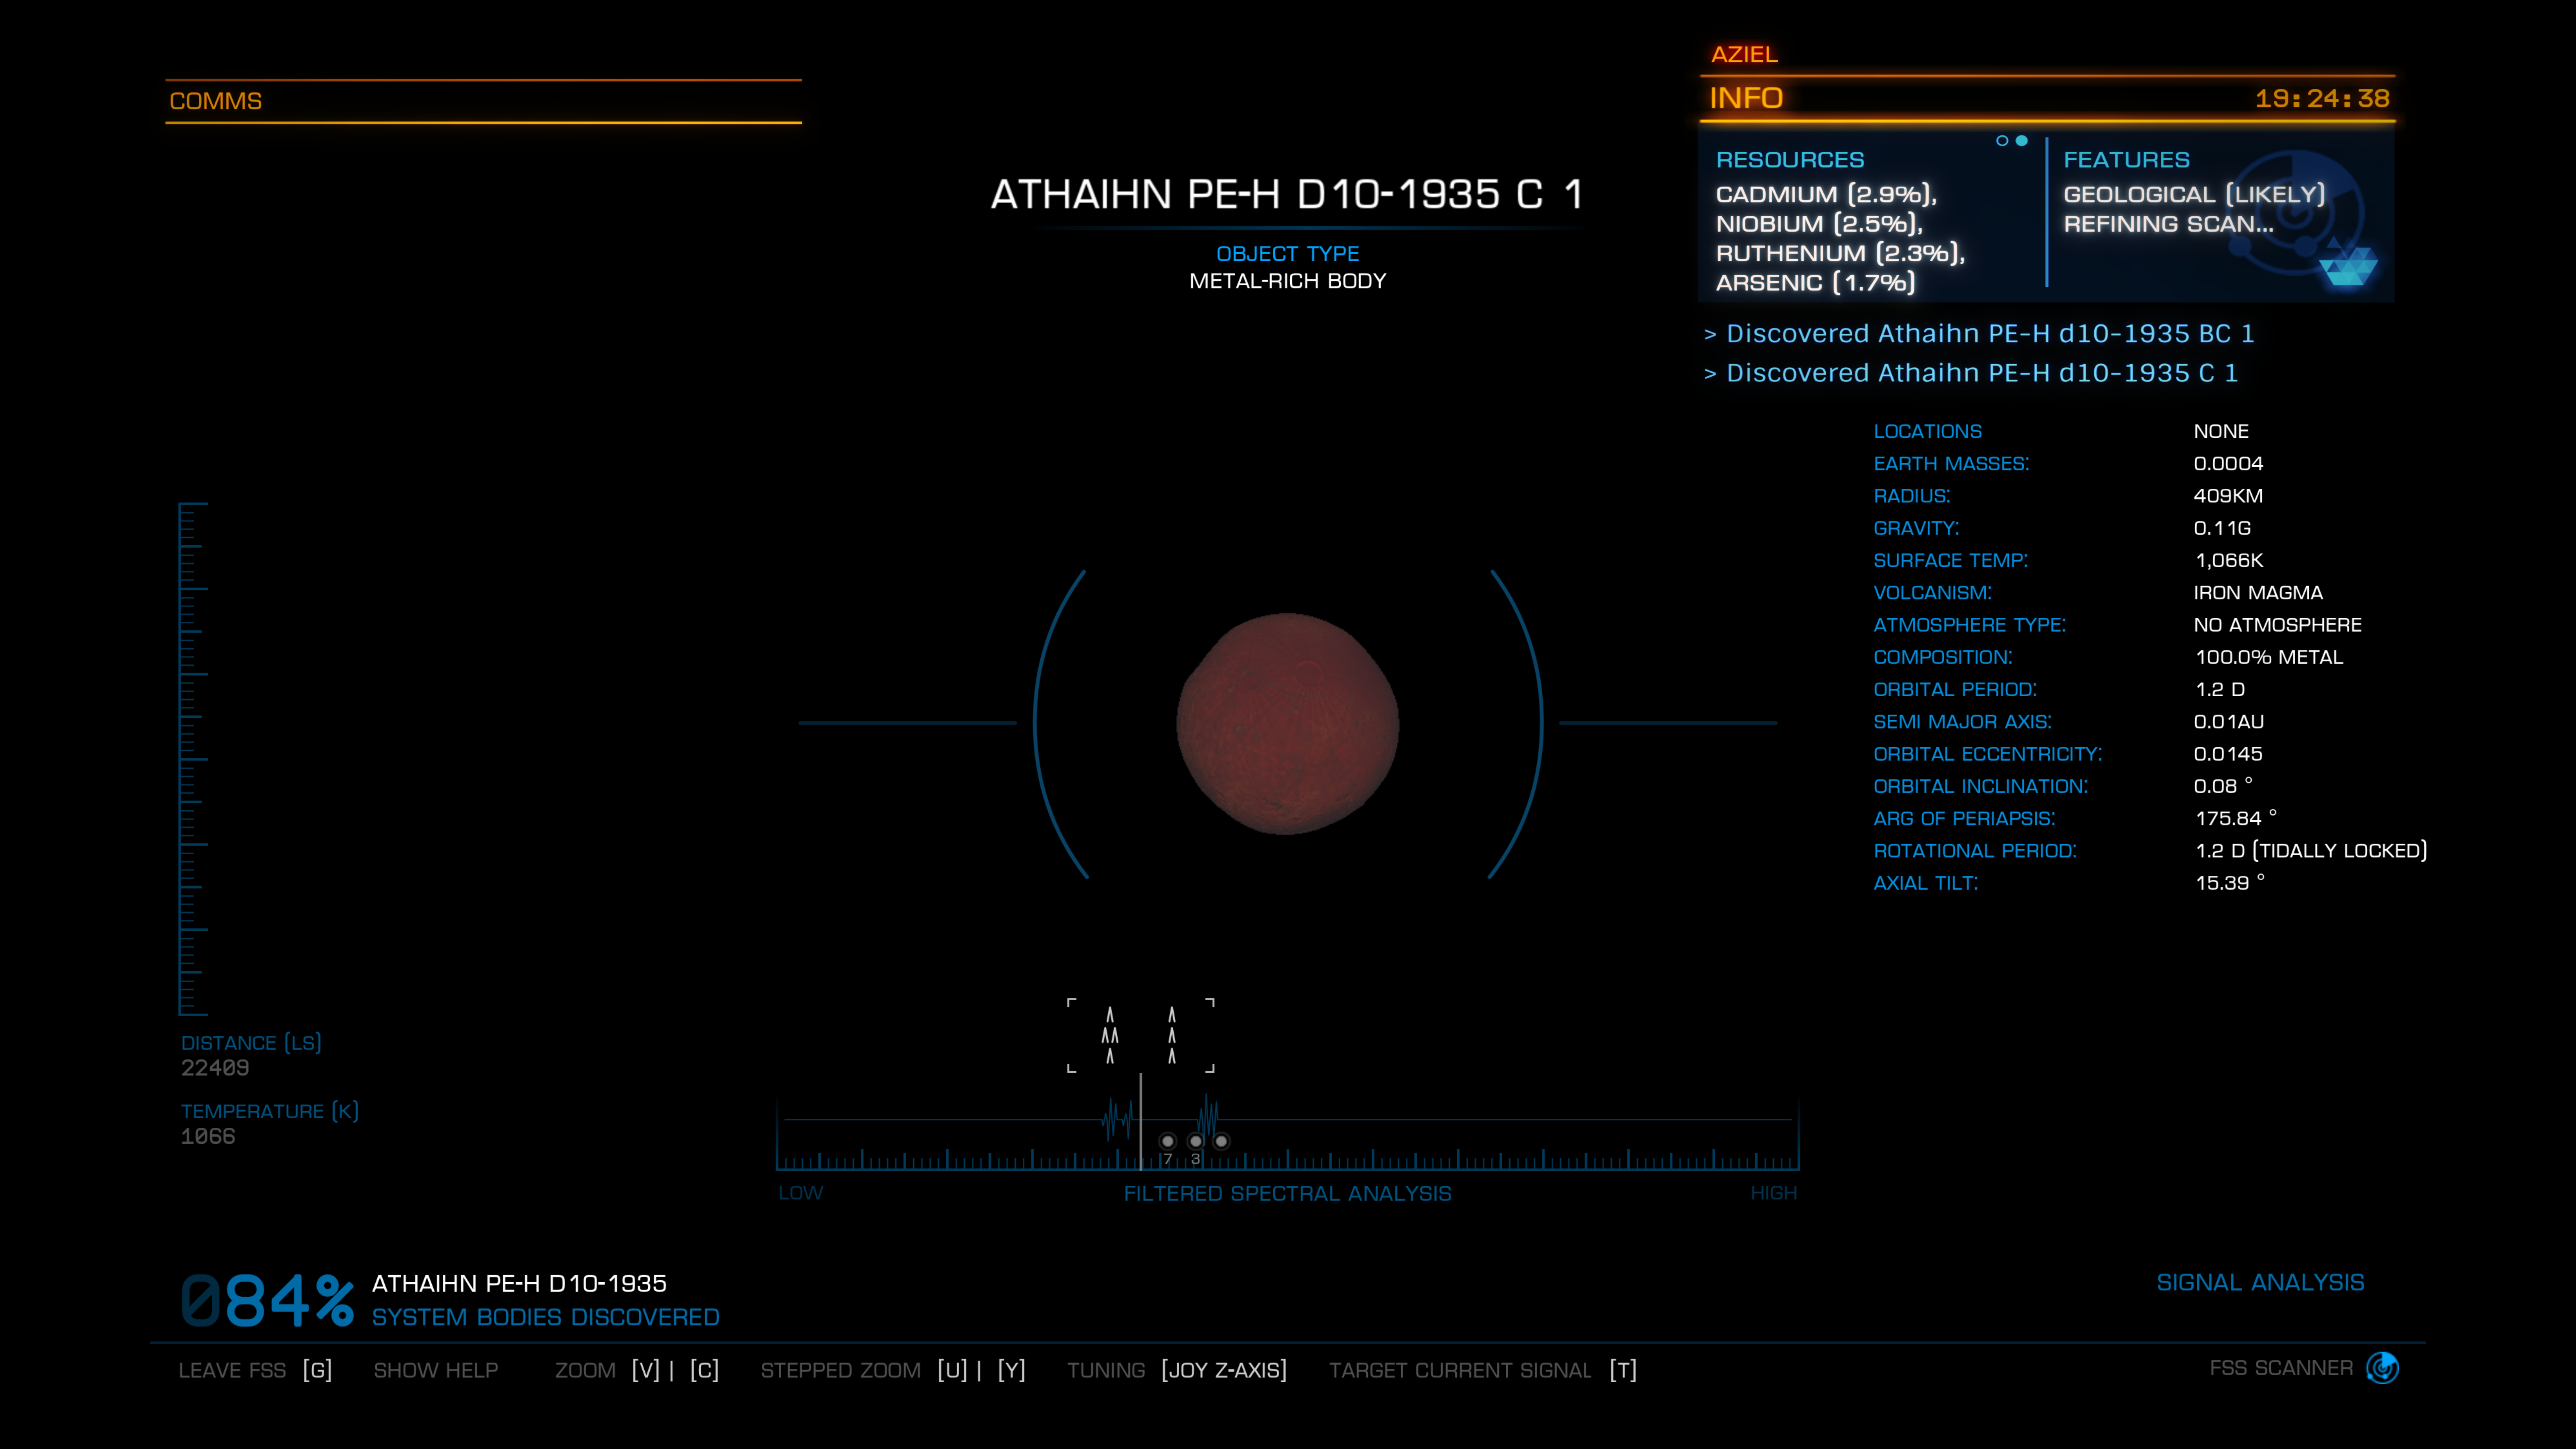 AZIEL
COMMS
INFO 19:24:38
RESOURCES
CADMIUM (2.9%),
NIOBIUM (2.5%),
RUTHENIUM (2.3%),
ARSENIC (1.7%)
FEATURES
GEOLOGICAL (LIKELY)
REFINING SCAN...
ATHAIHN PE-H D10-1935 C 1
OBJECT TYPE
METAL-RICH BODY
> Discovered Athaihn PE-H d10-1935 BC 1
> Discovered Athaihn PE-H d10-1935 C 1
LOCATIONS NONE
EARTH MASSES: 0.0004
RADIUS: 409KM
GRAVITY: 0.11G
SURFACE TEMP: 1,066K
VOLCANISM: IRON MAGMA
ATMOSPHERE TYPE: NO ATMOSPHERE
COMPOSITION: 100.0% METAL
ORBITAL PERIOD: 1.2 D
SEMI MAJOR AXIS: 0.01AU
ORBITAL ECCENTRICITY: 0.0145
ORBITAL INCLINATION: 0.08 °
ARG OF PERIAPSIS: 175.84 °
ROTATIONAL PERIOD: 1.2 D (TIDALLY LOCKED)
AXIAL TILT: 15.39 °
DISTANCE (LS)
22409
TEMPERATURE (K)
1066
7 3
LOW FILTERED SPECTRAL ANALYSIS HIGH
084% ATHAIHN PE-H D10-1935
SYSTEM BODIES DISCOVERED
SIGNAL ANALYSIS
LEAVE FSS [G] SHOW HELP ZOOM [V] | [C] STEPPED ZOOM [U] | [Y] TUNING [JOY Z-AXIS] TARGET CURRENT SIGNAL [T] FSS SCANNER